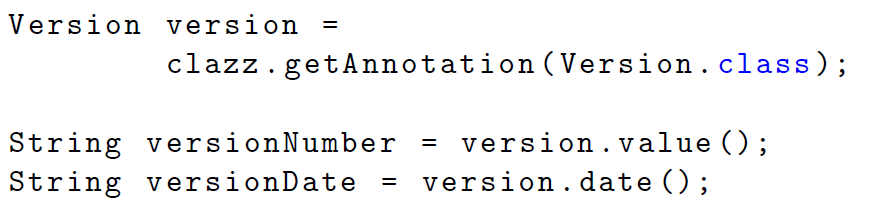 Version version =
clazz.getAnnotation(Version.class);
String versionNumber = version.value();
String versionDate = version.date();